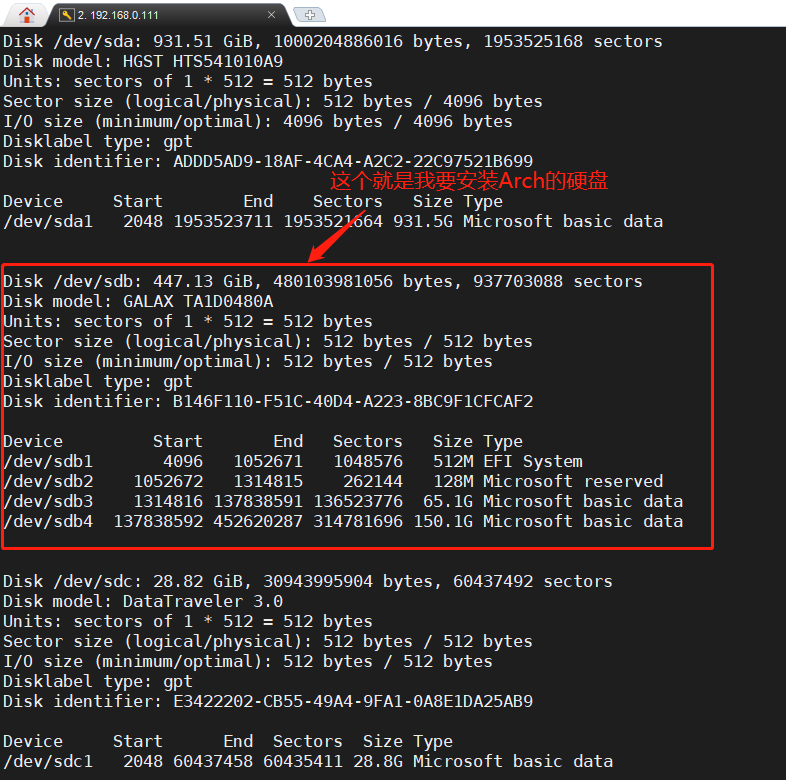 2. 192.168.0.111
Disk /dev/sda: 931.51 GiB, 1000204886016 bytes, 1953525168 sectors
Disk model: HGST HTS541010A9
Units: sectors of 1 * 512 = 512 bytes
Sector size (logical/physical): 512 bytes / 4096 bytes
I/O size (minimum/optimal): 4096 bytes / 4096 bytes
Disklabel type: gpt
Disk identifier: ADDD5AD9-18AF-4CA4-A2C2-22C97521B699
这个就是我要安装Arch的硬盘
Device Start End Sectors Size Type
/dev/sda1 2048 1953523711 1953521664 931.5G Microsoft basic data
Disk /dev/sdb: 447.13 GiB, 480103981056 bytes, 937703088 sectors
Disk model: GALAX TA1D0480A
Units: sectors of 1 * 512 = 512 bytes
Sector size (logical/physical): 512 bytes / 512 bytes
I/O size (minimum/optimal): 512 bytes / 512 bytes
Disklabel type: gpt
Disk identifier: B146F110-F51C-40D4-A223-8BC9F1CFCAF2
Device Start End Sectors Size Type
/dev/sdb1 4096 1052671 1048576 512M EFI System
/dev/sdb2 1052672 1314815 262144 128M Microsoft reserved
/dev/sdb3 1314816 137838591 136523776 65.1G Microsoft basic data
/dev/sdb4 137838592 452620287 314781696 150.1G Microsoft basic data
Disk /dev/sdc: 28.82 GiB, 30943995904 bytes, 60437492 sectors
Disk model: DataTraveler 3.0
Units: sectors of 1 * 512 = 512 bytes
Sector size (logical/physical): 512 bytes / 512 bytes
I/O size (minimum/optimal): 512 bytes / 512 bytes
Disklabel type: gpt
Disk identifier: E3422202-CB55-49A4-9FA1-0A8E1DA25AB9
Device Start End Sectors Size Type
/dev/sdc1 2048 60437458 60435411 28.8G Microsoft basic data